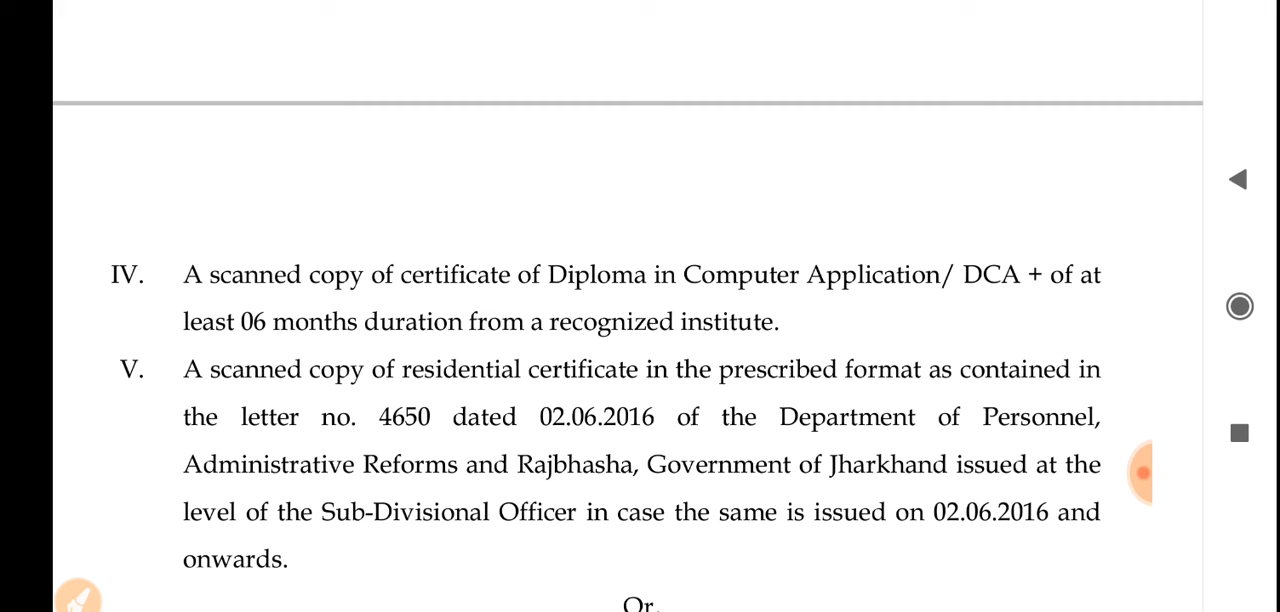 IV. A scanned copy of certificate of Diploma in Computer Application/ DCA + of at
least 06 months duration from a recognized institute.
V. A scanned copy of residential certificate in the prescribed format as contained in
the letter no. 4650 dated 02.06.2016 of the Department of Personnel,
Administrative Reforms and Rajbhasha, Government of Jharkhand issued at the
level of the Sub-Divisional Officer in case the same is issued on 02.06.2016 and
onwards.
Or.